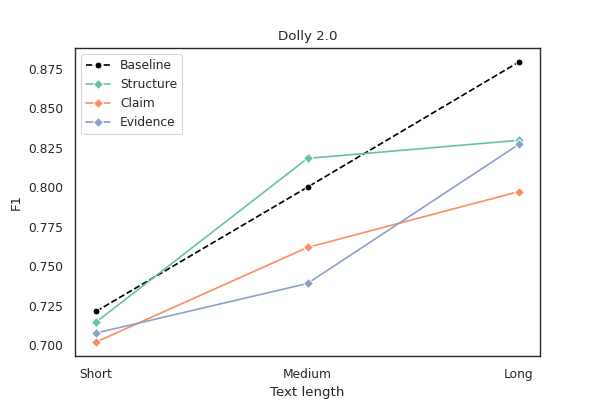 Dolly 2.0
Baseline
Structure
Claim
Evidence
F1
0.875
0.850
0.825
0.800
0.775
0.750
0.725
0.700
Short
Medium
Long
Text length